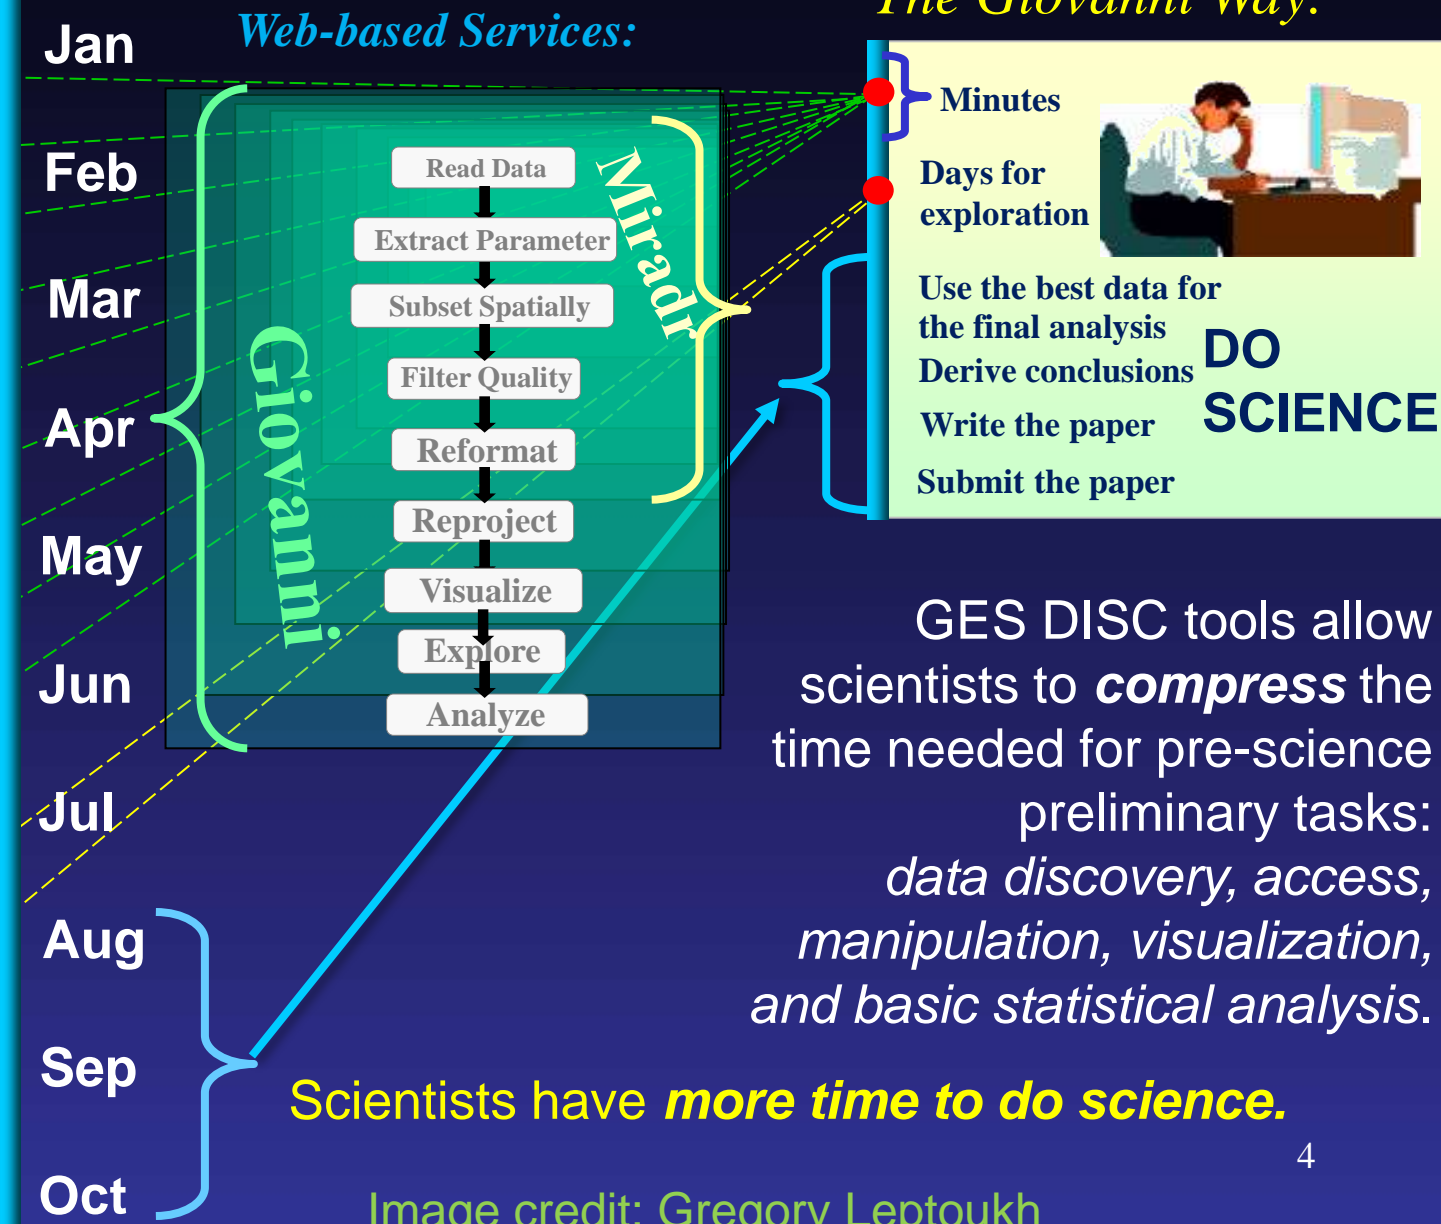 Web-based Services:
The Giovanni Way:
Jan
Feb
Mar
Apr
May
Jun
Jul
Aug
Sep
Oct
Giovanni
Miradr
Read Data
Extract Parameter
Subset Spatially
Filter Quality
Reformat
Reproject
Visualize
Explore
Analyze
Minutes
Days for
exploration
Use the best data for
the final analysis
Derive conclusions
Write the paper
Submit the paper
DO
SCIENCE
GES DISC tools allow
scientists to compress the
time needed for pre-science
preliminary tasks:
data discovery, access,
manipulation, visualization,
and basic statistical analysis.
Scientists have more time to do science.
4
Image credit: Gregory Leptoukh